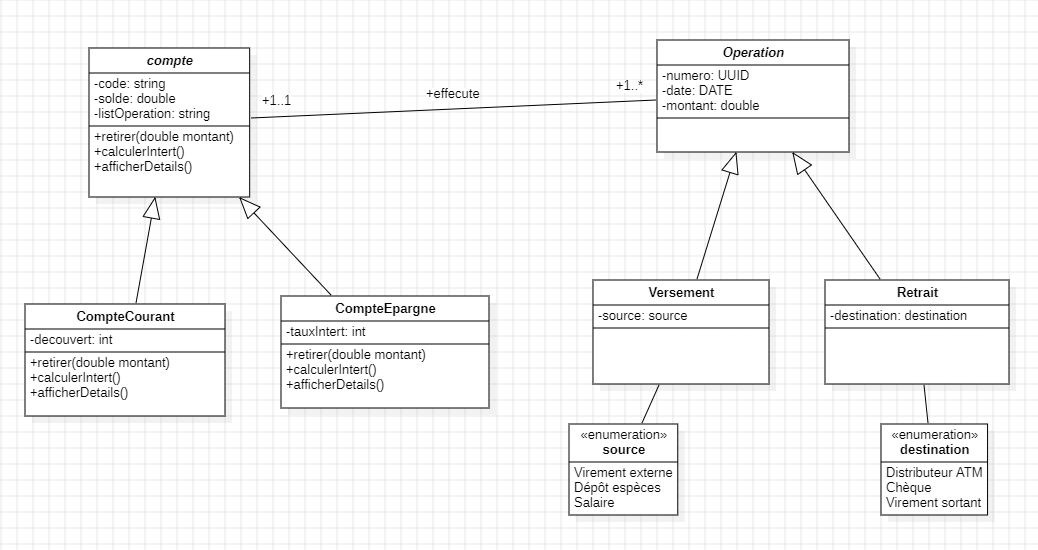 compte
-code: string
-solde: double
-listOperation: string
+retirer(double montant)
+calculerIntert()
+afficherDetails()
+1..1
+effecute
+1..*
Operation
-numero: UUID
-date: DATE
-montant: double
CompteCourant
-decouvert: int
+retirer(double montant)
+calculerIntert()
+afficherDetails()
CompteEpargne
-tauxIntert: int
+retirer(double montant)
+calculerIntert()
+afficherDetails()
Versement
-source: source
Retrait
-destination: destination
«enumeration»
source
Virement externe
Dépôt espèces
Salaire
«enumeration»
destination
Distributeur ATM
Chèque
Virement sortant